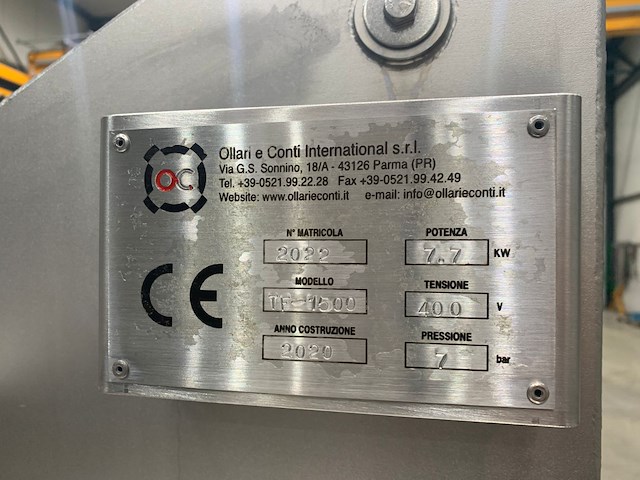 OC
Ollari e Conti International s.r.l.
Via G.S. Sonnino, 18/A - 43126 Parma (PR)
Tel. +39-0521.99.22.28 Fax +39-0521.99.42.49
Website: www.ollarieconti.it e-mail: info@ollarieconti.it
N° MATRICOLA
2022
POTENZA
7.7 KW
MODELLO
TF-1500
TENSIONE
400 V
ANNO COSTRUZIONE
2020
PRESSIONE
7 bar
CE